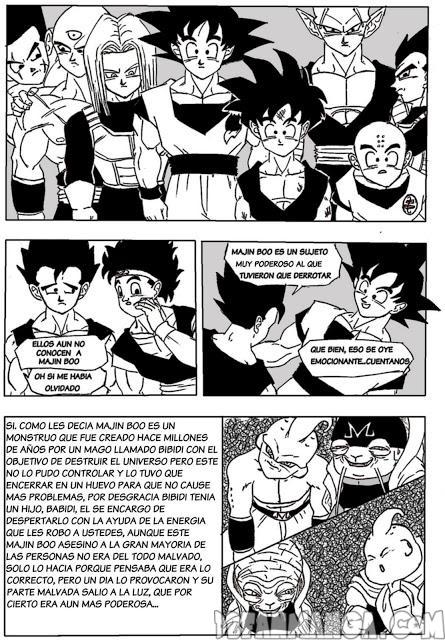 ELLOS AUN NO
CONOCEN A
MAJIN BOO
OH SI ME HABIA
OLVIDADO
MAJIN BOO ES UN SUJETO
MUY PODEROSO AL QUE
TUVIERON QUE DERROTAR
QUE BIEN, ESO SE OYE
EMOCIONANTE..CUENTANOS
SI, COMO LES DECIA MAJIN BOO ES UN
MONSTRUO QUE FUE CREADO HACE MILLONES
DE AÑOS POR UN MAGO LLAMADO BIBIDI CON EL
OBJETIVO DE DESTRUIR EL UNIVERSO PERO ESTE
NO LO PUDO CONTROLAR Y LO TUVO QUE
ENCERRAR EN UN HUEVO PARA QUE NO CAUSE
MAS PROBLEMAS, POR DESGRACIA BIBIDI TENIA
UN HIJO, BABIDI, EL SE ENCARGO DE
DESPERTARLO CON LA AYUDA DE LA ENERGIA
QUE LES ROBO A USTEDES, AUNQUE ESTE
MAJIN BOO ASESINO A LA GRAN MAYORIA DE
LAS PERSONAS NO ERA DEL TODO MALVADO,
SOLO LO HACIA PORQUE PENSABA QUE ERA LO
CORRECTO, PERO UN DIA LO PROVOCARON Y SU
PARTE MALVADA SALIO A LA LUZ, QUE POR
CIERTO ERA AUN MAS PODEROSA...
M